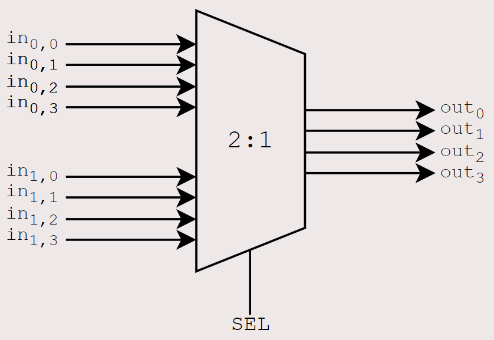 in0,0
in0,1
in0,2
in0,3
2:1
out0
out1
out2
out3
in1,0
in1,1
in1,2
in1,3
SEL